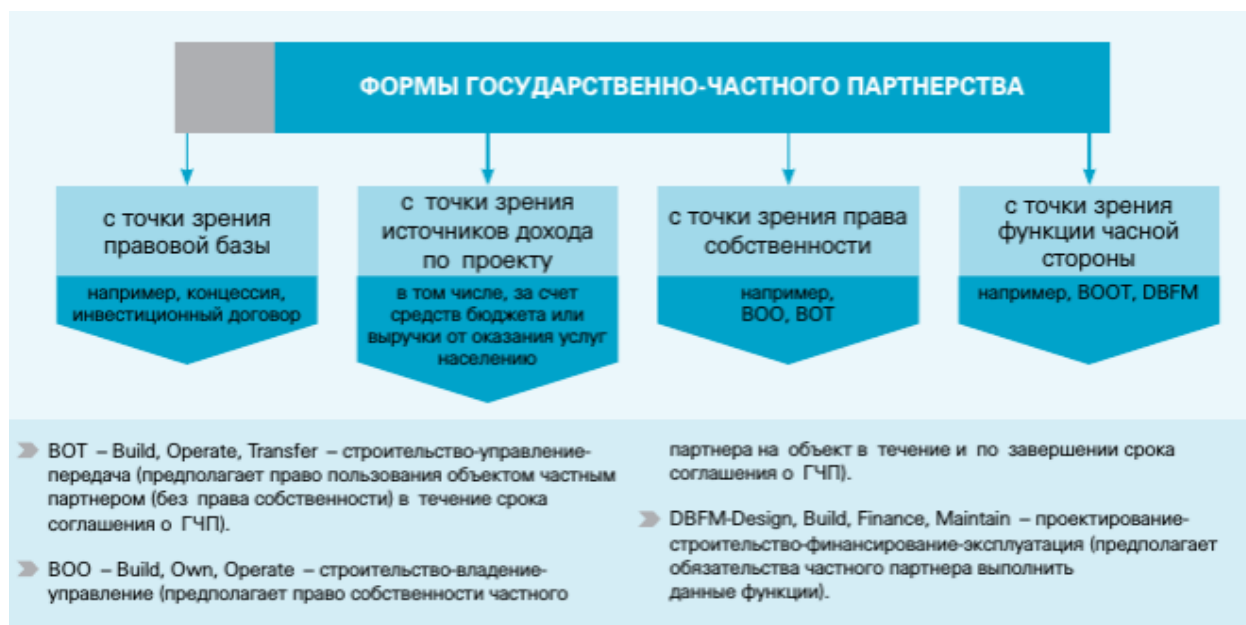 ФОРМЫ ГОСУДАРСТВЕННО-ЧАСТНОГО ПАРТНЕРСТВА
с точки зрения
правовой базы
например, концессия,
инвестиционный договор
с точки зрения
источников дохода
по проекту
в том числе, за счет
средств бюджета или
выручки от оказания услуг
населению
с точки зрения права
собственности
например,
BOO, BOT
с точки зрения
функции часной
стороны
например, BOOT, DBFM
BOT – Build, Operate, Transfer – строительство-управление-
передача (предполагает право пользования объектом частным
партнером (без права собственности) в течение срока
соглашения о ГЧП).
BOO – Build, Own, Operate – строительство-владение-
управление (предполагает право собственности частного
партнера на объект в течение и по завершении срока
соглашения о ГЧП).
DBFM-Design, Build, Finance, Maintain – проектирование-
строительство-финансирование-эксплуатация (предполагает
обязательства частного партнера выполнить
данные функции).